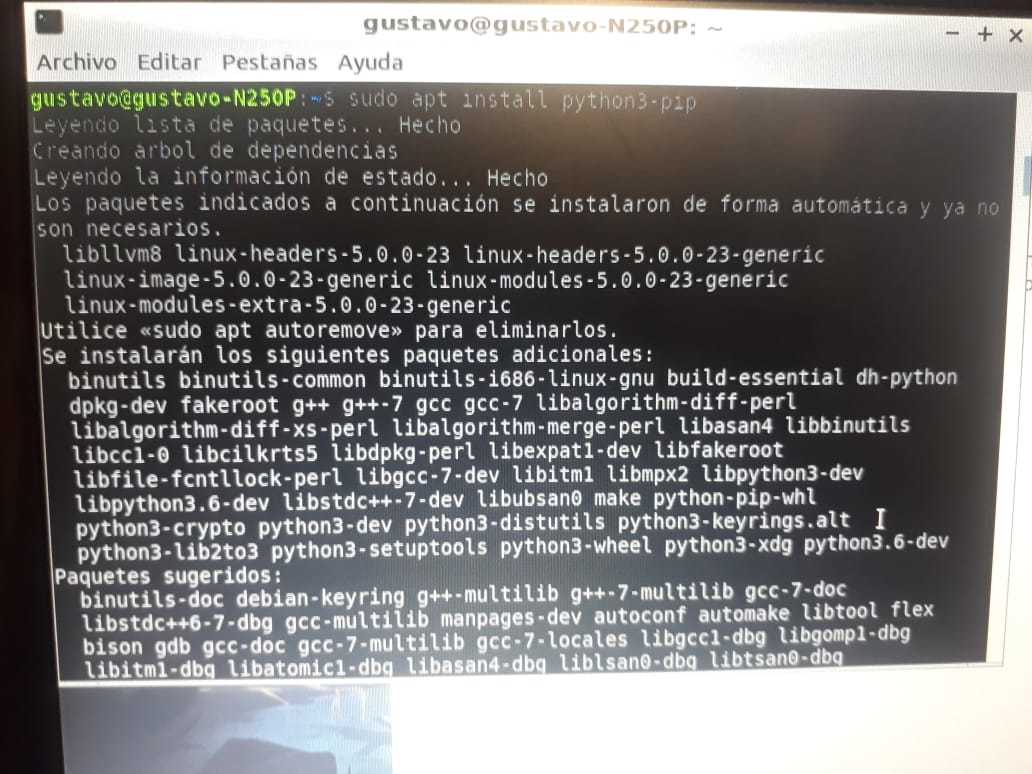 gustavo@gustavo-N250P: ~
Archivo Editar Pestañas Ayuda
gustavo@gustavo-N250P:~$ sudo apt install python3-pip
Leyendo lista de paquetes... Hecho
Creando árbol de dependencias
Leyendo la información de estado... Hecho
Los paquetes indicados a continuación se instalaron de forma automática y ya no
son necesarios.
libllvm8 linux-headers-5.0.0-23 linux-headers-5.0.0-23-generic
linux-image-5.0.0-23-generic linux-modules-5.0.0-23-generic
linux-modules-extra-5.0.0-23-generic
Utilice «sudo apt autoremove» para eliminarlos.
Se instalarán los siguientes paquetes adicionales:
binutils binutils-common binutils-i686-linux-gnu build-essential dh-python
dpkg-dev fakeroot g++ g++-7 gcc gcc-7 libalgorithm-diff-perl
libalgorithm-diff-xs-perl libalgorithm-merge-perl libasan4 libbinutils
libcc1-0 libcilkrts5 libdpkg-perl libexpat1-dev libfakeroot
libfile-fcntllock-perl libgcc-7-dev libitm1 libmpx2 libpython3-dev
libpython3.6-dev libstdc++-7-dev libubsan0 make python-pip-whl
python3-crypto python3-dev python3-distutils python3-keyrings.alt
python3-lib2to3 python3-setuptools python3-wheel python3-xdg python3.6-dev
Paquetes sugeridos:
binutils-doc debian-keyring g++-multilib g++-7-multilib gcc-7-doc
libstdc++6-7-dbg gcc-multilib manpages-dev autoconf automake libtool flex
bison gdb gcc-doc gcc-7-multilib gcc-7-locales libgcc1-dbg libgomp1-dbg
libitm1-dbg libatomic1-dbg libasan4-dbg liblsan0-dbg libtsan0-dbg